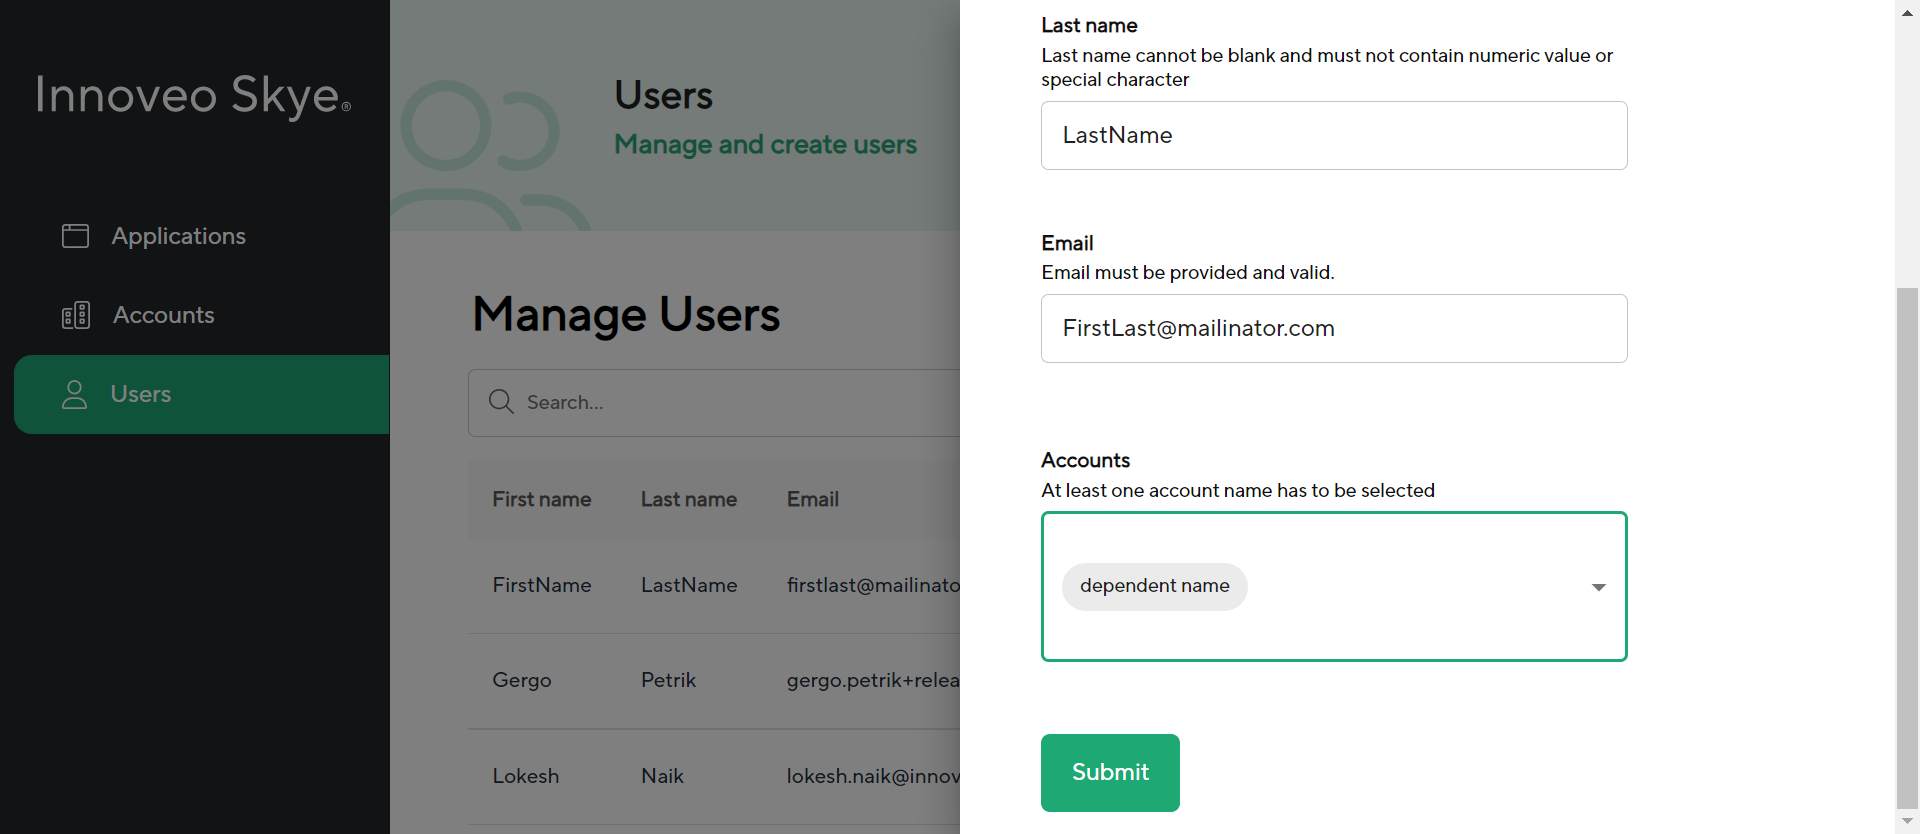 Innoveo Skye®
Applications
Accounts
Users
Users
Manage and create users
Manage Users
Search...
First name Last name Email
FirstName LastName firstlast@mailinato
Gergo Petrik gergo.petrik+relea
Lokesh Naik lokesh.naik@innov
Last name
Last name cannot be blank and must not contain numeric value or
special character
LastName
Email
Email must be provided and valid.
FirstLast@mailinator.com
Accounts
At least one account name has to be selected
dependent name
Submit